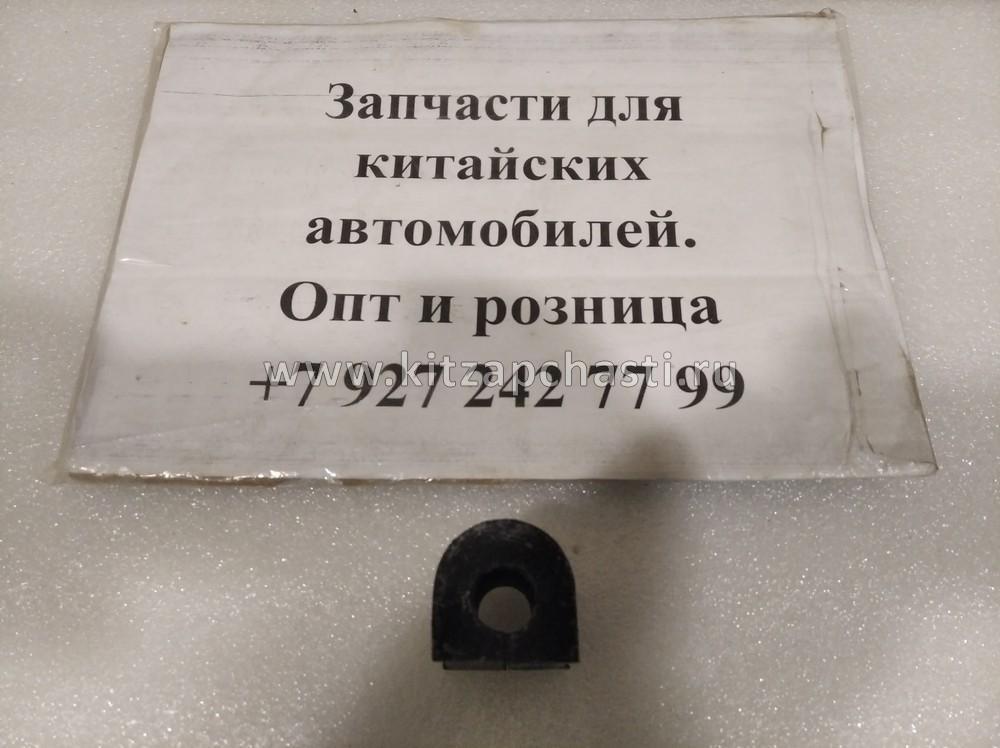 Запчасти для
китайских
автомобилей.
Опт и розница
www.kitzapchasti.ru
+7 927 242 77 99